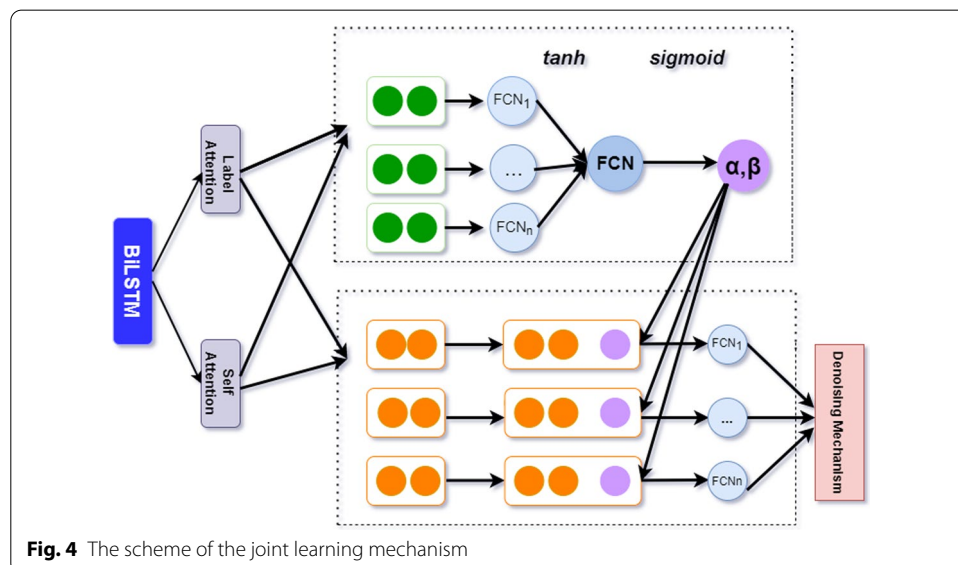 tanh
sigmoid
FCN₁
Label
Attention
...
FCN
α,β
FCNₙ
BiLSTM
Self
Attention
FCN₁
...
FCNn
Denoising Mechanism
Fig. 4 The scheme of the joint learning mechanism